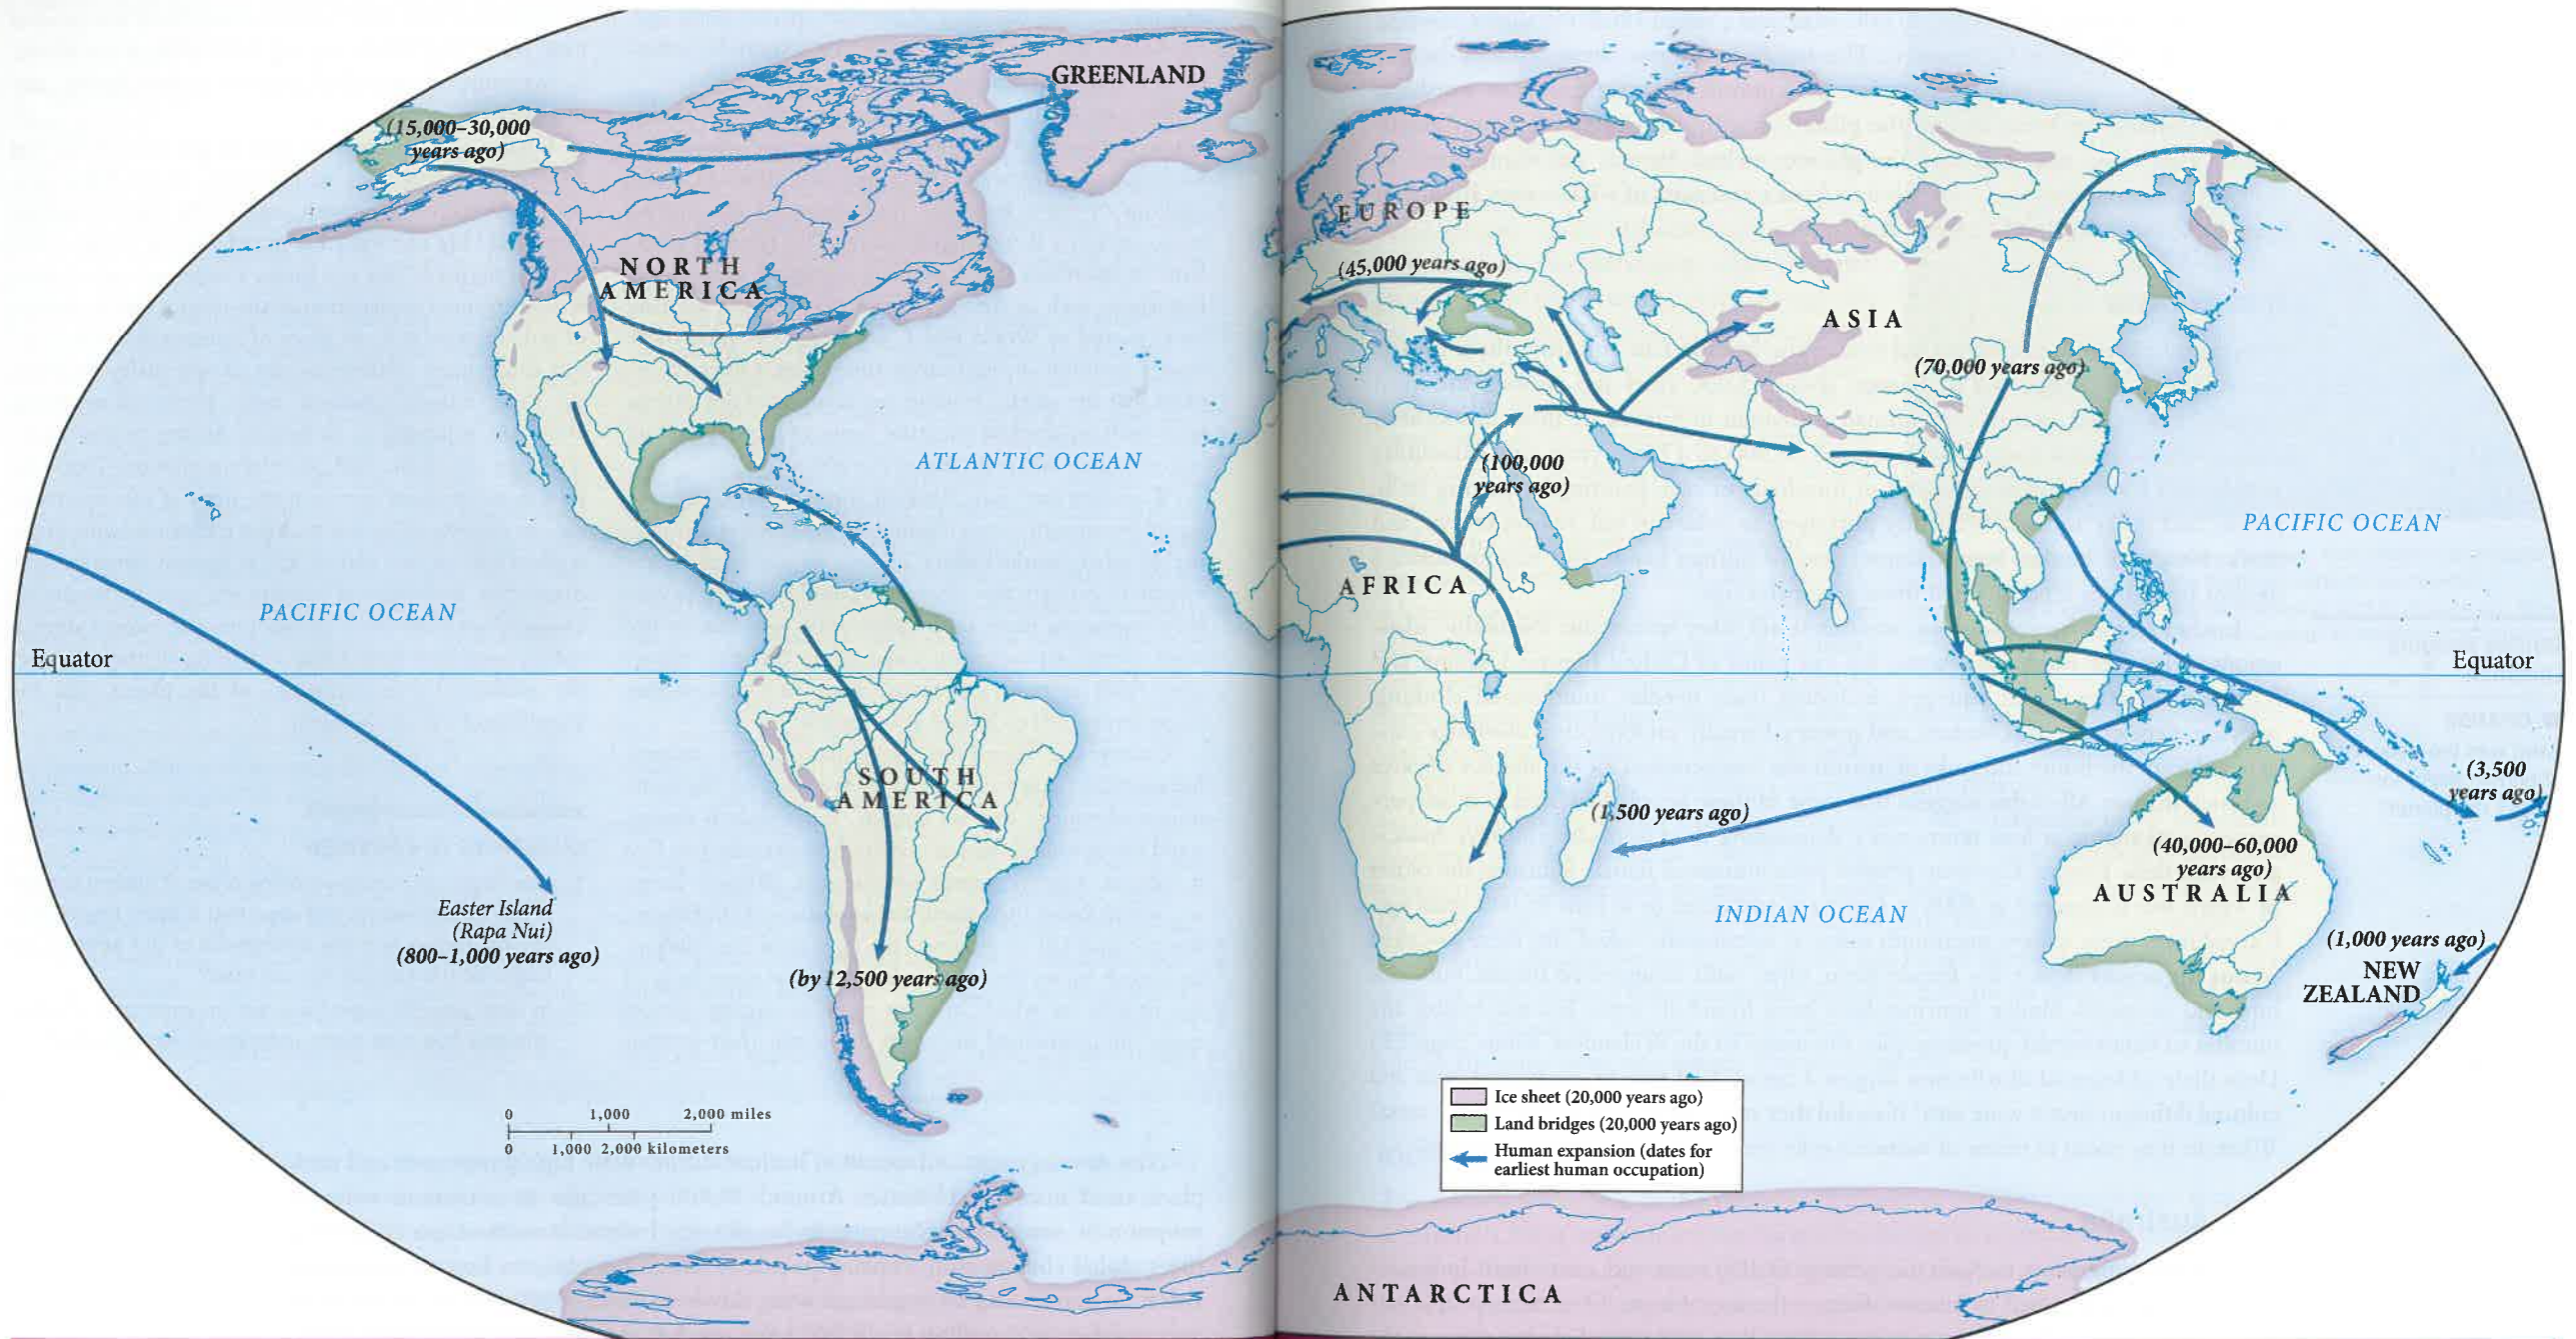 GREENLAND
(15,000–30,000
years ago)
NORTH
AMERICA
ATLANTIC OCEAN
PACIFIC OCEAN
Equator
SOUTH
AMERICA
Easter Island
(Rapa Nui)
(800–1,000 years ago)
(by 12,500 years ago)
0 1,000 2,000 miles
0 1,000 2,000 kilometers
EUROPE
(45,000 years ago)
ASIA
(70,000 years ago)
(100,000
years ago)
PACIFIC OCEAN
AFRICA
Equator
(3,500
years ago)
(1,500 years ago)
(40,000–60,000
years ago)
AUSTRALIA
INDIAN OCEAN
(1,000 years ago)
NEW
ZEALAND
Ice sheet (20,000 years ago)
Land bridges (20,000 years ago)
Human expansion (dates for
earliest human occupation)
ANTARCTICA